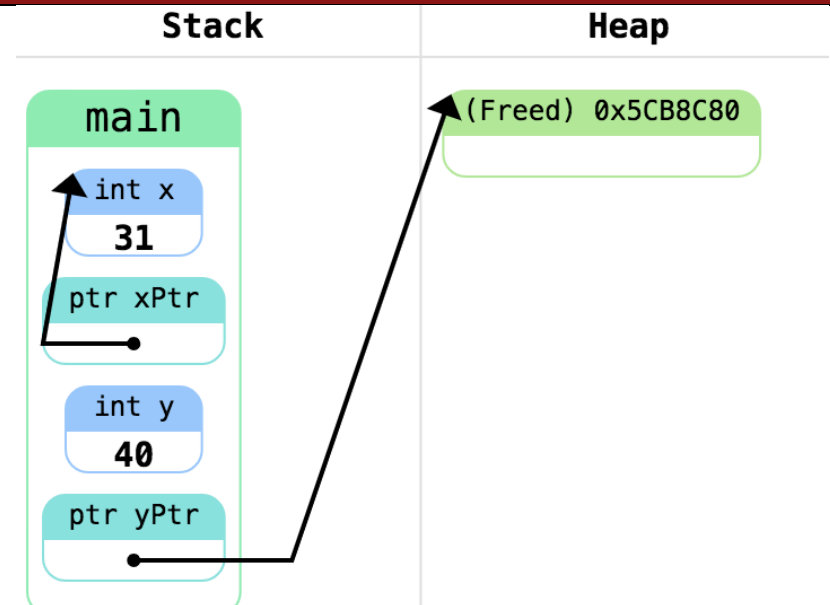 Stack
Heap
main
int x
31
ptr xPtr
int y
40
ptr yPtr
(Freed) 0x5CB8C80